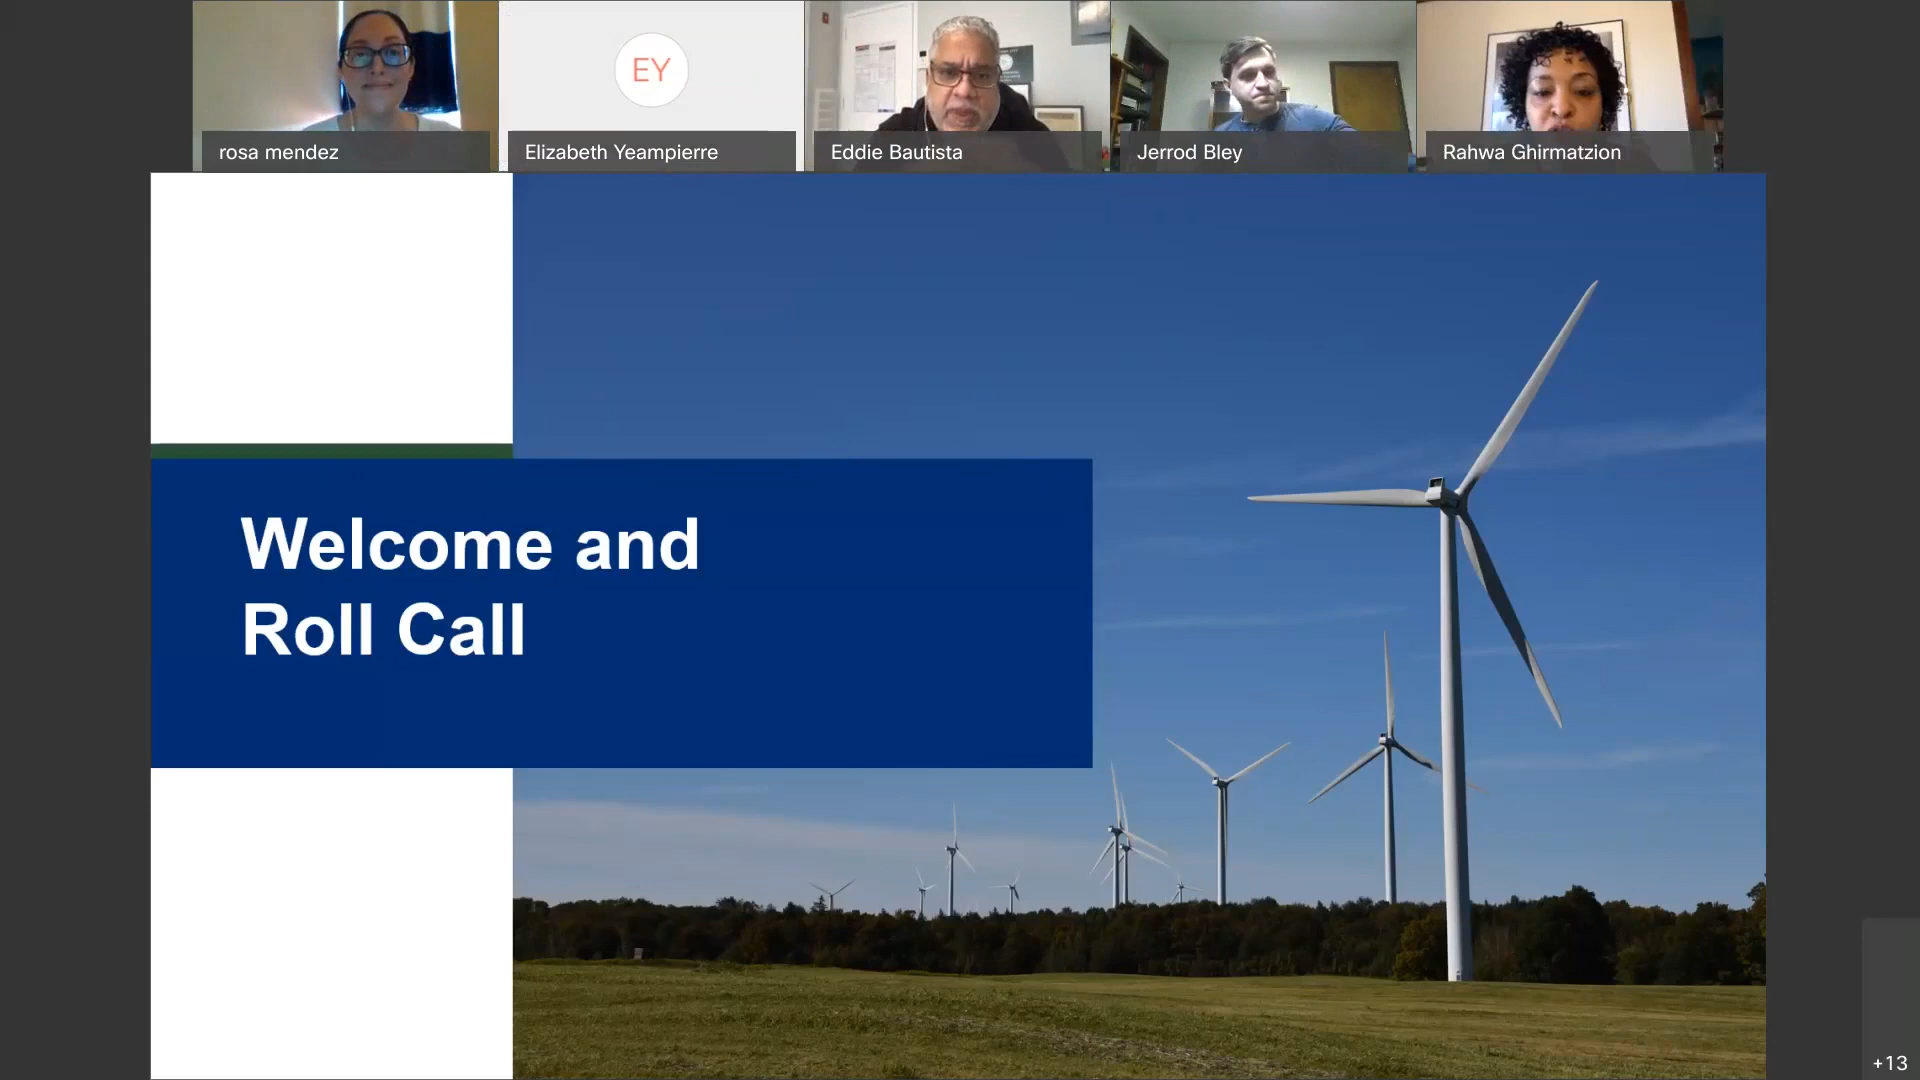 rosa mendez
EY
Elizabeth Yeampierre
Eddie Bautista
Jerrod Bley
Rahwa Ghirmatzion
Welcome and
Roll Call
+13